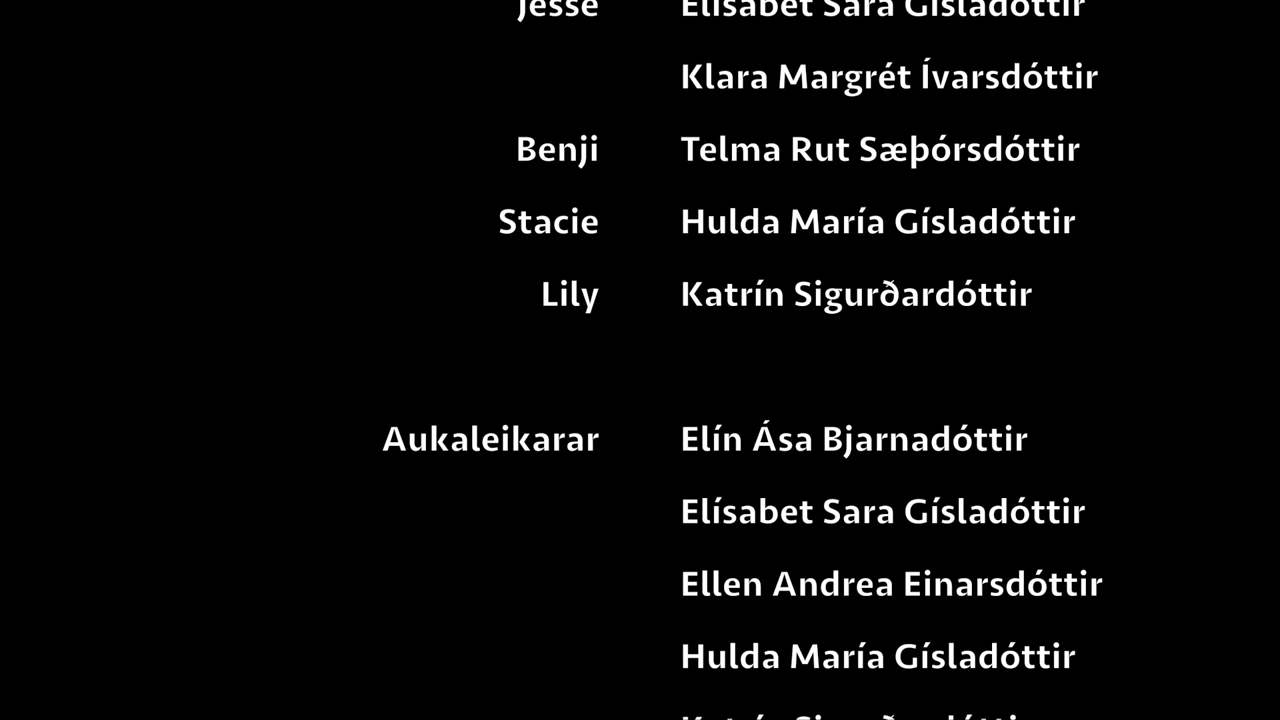 Jesse Elísabet Sara Gísladóttir
Klara Margrét Ívarsdóttir
Benji Telma Rut Sæþórsdóttir
Stacie Hulda María Gísladóttir
Lily Katrín Sigurðardóttir
Aukaleikarar Elín Ása Bjarnadóttir
Elísabet Sara Gísladóttir
Ellen Andrea Einarsdóttir
Hulda María Gísladóttir